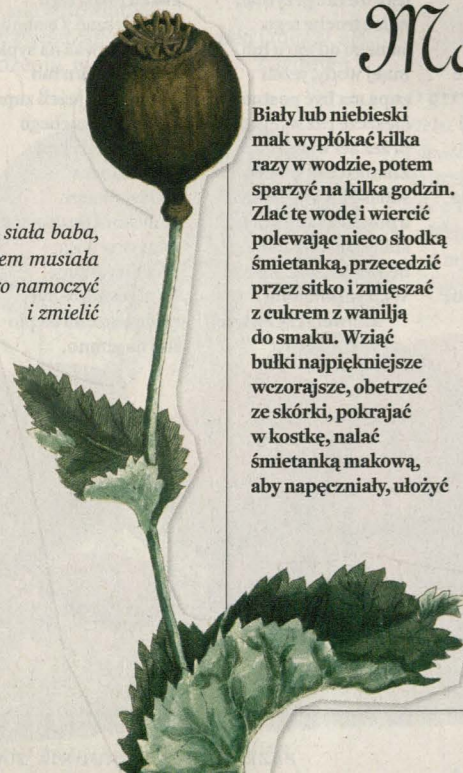 Ma
siała baba,
em musiała
o namoczyć
i zmielić
Biały lub niebieski
mak wypłókać kilka
razy w wodzie, potem
sparzyć na kilka godzin.
Zlać tę wodę i wiercić
polewając nieco słodką
śmietanką, przecedzić
przez sitko i zmięszać
z cukrem z wanilją
do smaku. Wziąć
bułki najpiękniejsze
wczorajsze, obetrzeć
ze skórki, pokrajać
w kostkę, nalać
śmietanką makową,
aby napęczniały, ułożyć